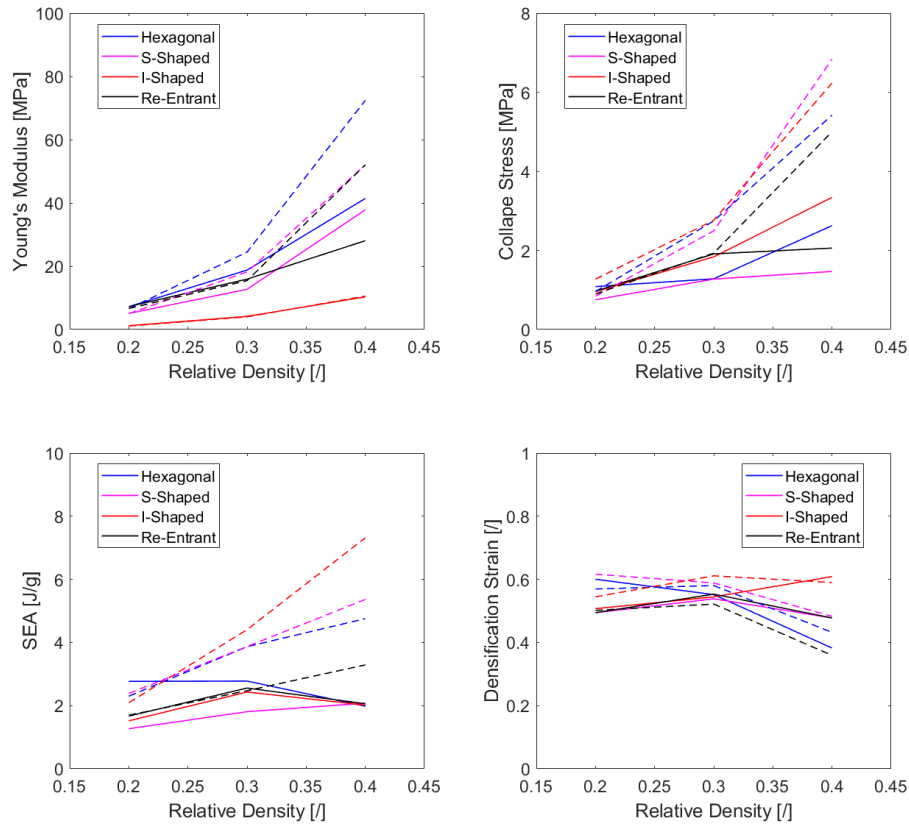 Young's Modulus [MPa]
100
80
60
40
20
0
Hexagonal
S-Shaped
I-Shaped
Re-Entrant
0.15 0.2 0.25 0.3 0.35 0.4 0.45
Relative Density [/]
Collape Stress [MPa]
8
6
4
2
0
Hexagonal
S-Shaped
I-Shaped
Re-Entrant
0.15 0.2 0.25 0.3 0.35 0.4 0.45
Relative Density [/]
SEA [J/g]
10
8
6
4
2
0
Hexagonal
S-Shaped
I-Shaped
Re-Entrant
0.15 0.2 0.25 0.3 0.35 0.4 0.45
Relative Density [/]
Densification Strain [/]
1
0.8
0.6
0.4
0.2
0
Hexagonal
S-Shaped
I-Shaped
Re-Entrant
0.15 0.2 0.25 0.3 0.35 0.4 0.45
Relative Density [/]